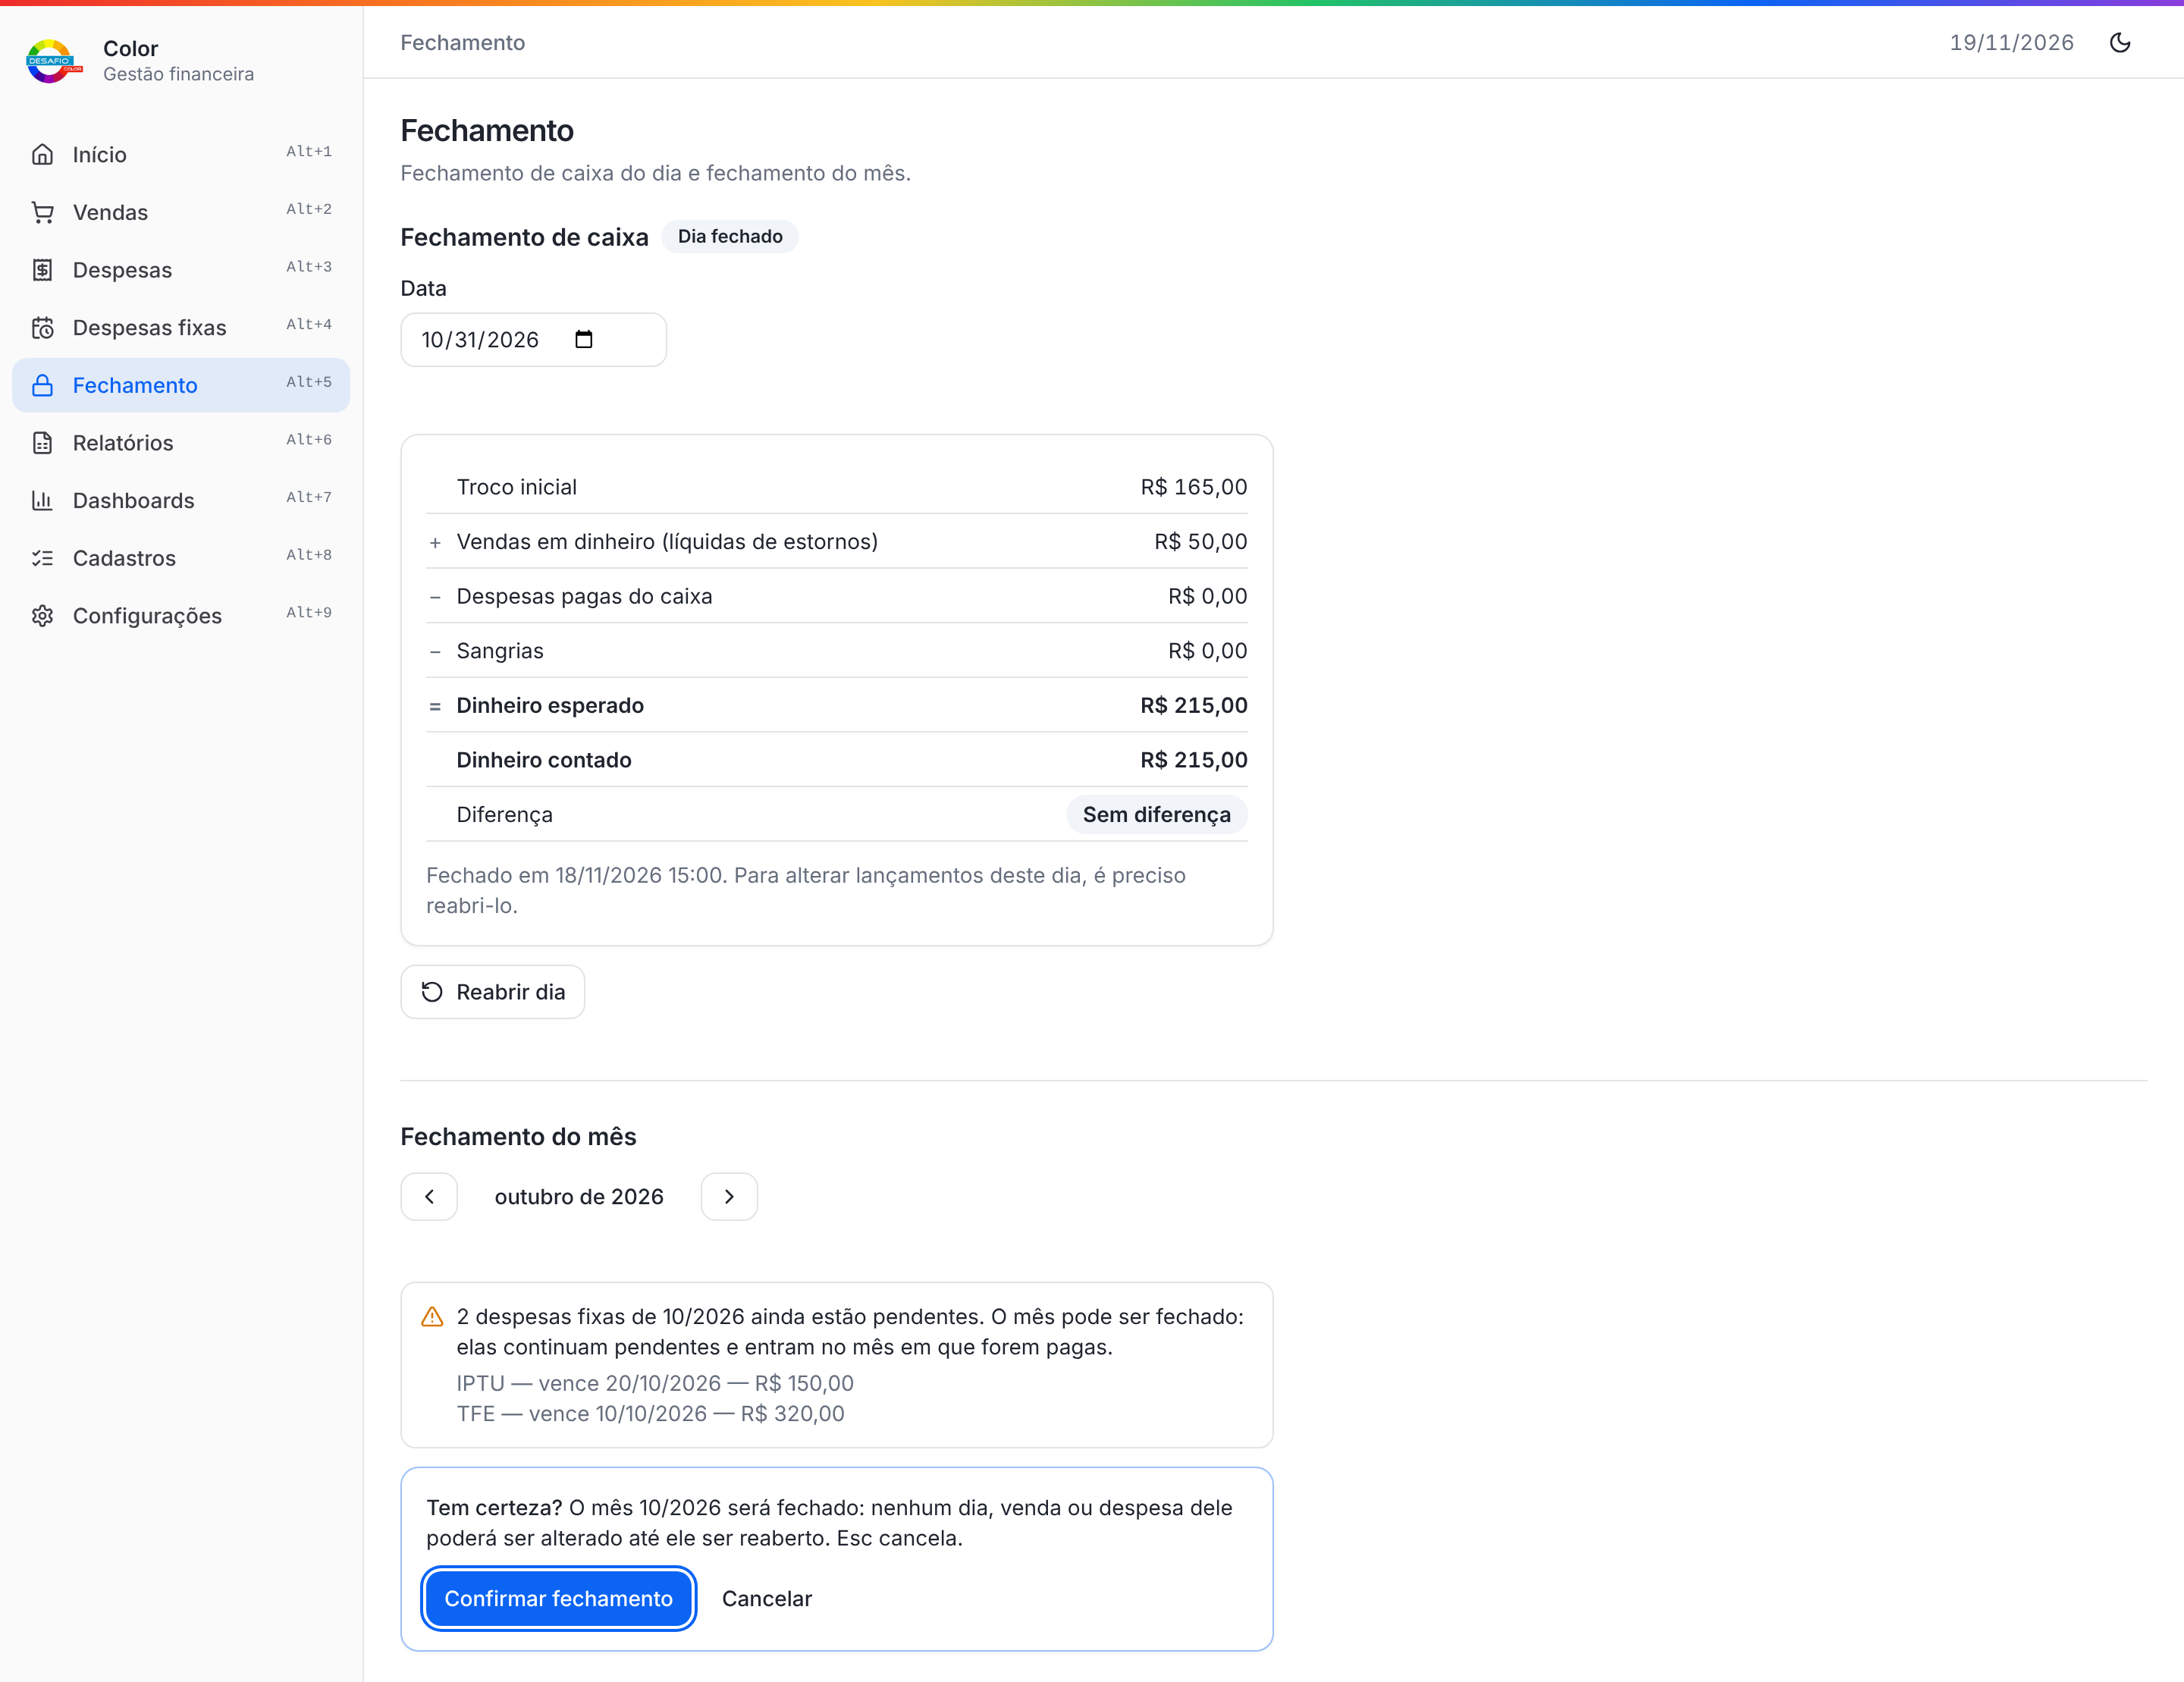 DESAFIO
COLOR
Color
Gestão financeira
Início Alt+1
Vendas Alt+2
Despesas Alt+3
Despesas fixas Alt+4
Fechamento Alt+5
Relatórios Alt+6
Dashboards Alt+7
Cadastros Alt+8
Configurações Alt+9
Fechamento 19/11/2026
Fechamento
Fechamento de caixa do dia e fechamento do mês.
Fechamento de caixa Dia fechado
Data
10/31/2026
Troco inicial R$ 165,00
+ Vendas em dinheiro (líquidas de estornos) R$ 50,00
− Despesas pagas do caixa R$ 0,00
− Sangrias R$ 0,00
= Dinheiro esperado R$ 215,00
Dinheiro contado R$ 215,00
Diferença Sem diferença
Fechado em 18/11/2026 15:00. Para alterar lançamentos deste dia, é preciso
reabri-lo.
Reabrir dia
Fechamento do mês
outubro de 2026
2 despesas fixas de 10/2026 ainda estão pendentes. O mês pode ser fechado:
elas continuam pendentes e entram no mês em que forem pagas.
IPTU — vence 20/10/2026 — R$ 150,00
TFE — vence 10/10/2026 — R$ 320,00
Tem certeza? O mês 10/2026 será fechado: nenhum dia, venda ou despesa dele
poderá ser alterado até ele ser reaberto. Esc cancela.
Confirmar fechamento Cancelar